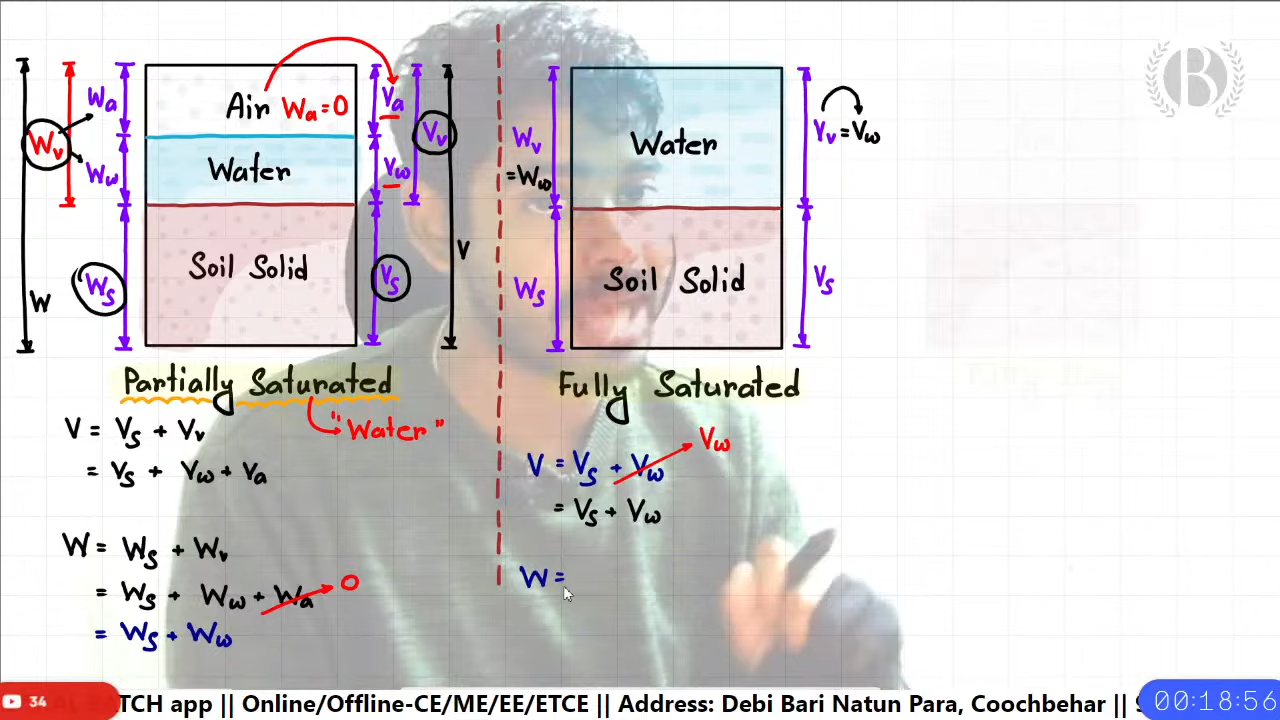 Air Wa=0
Water
Soil Solid
Wa
Wv
Ww
Ws
W
Va
Vw
Vv
Vs
V
Partially Saturated
"Water"
V = Vs + Vv
= Vs + Vw + Va
W = Ws + Wv
= Ws + Ww + Wa 0
= Ws + Ww
Water
Soil Solid
Wv
=Ww
Ws
Vv=Vw
Vs
Fully Saturated
V = Vs + Vw Vw
= Vs + Vw
W =
B
34
TCH app || Online/Offline-CE/ME/EE/ETCE || Address: Debi Bari Natun Para, Coochbehar ||
00:18:56